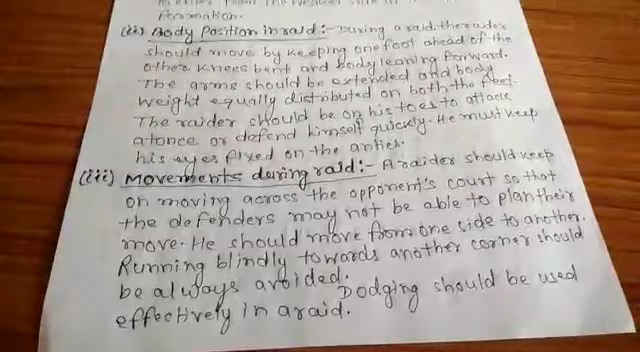 formation.
(ii) Body Position in raid :- During a raid the raider
should move by keeping one foot ahead of the
other. Knees bent and body leaning forward.
The arms should be extended and body
weight equally distributed on both the feet.
The raider should be on his toes to attack
atonce or defend himself quickly. He must keep
his eyes fixed on the anties.
(iii) Movements during raid :- A raider should keep
on moving across the opponent's court so that
the defenders may not be able to plan their
move. He should move from one side to another.
Running blindly towards another corner should
be always avoided.
Dodging should be used
effectively in a raid.